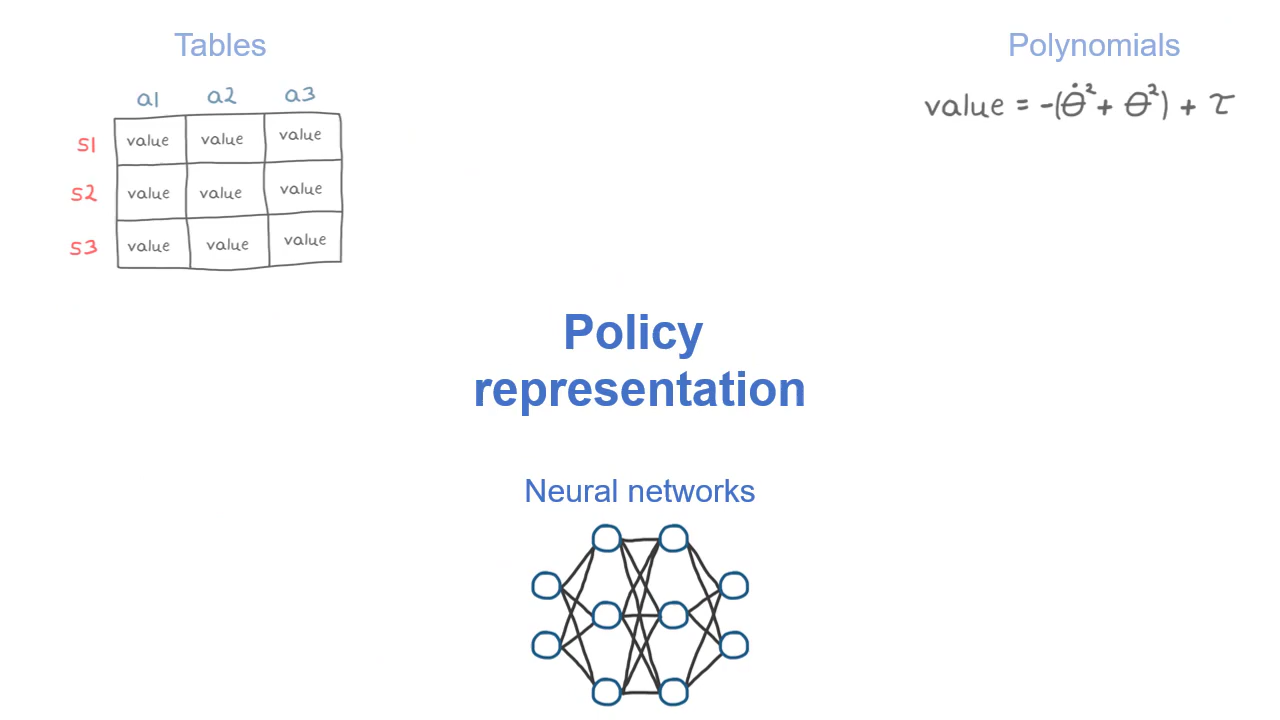 Tables
a1 a2 a3
s1 value value value
s2 value value value
s3 value value value
Polynomials
value = -(θ̇² + θ²) + τ
Policy
representation
Neural networks